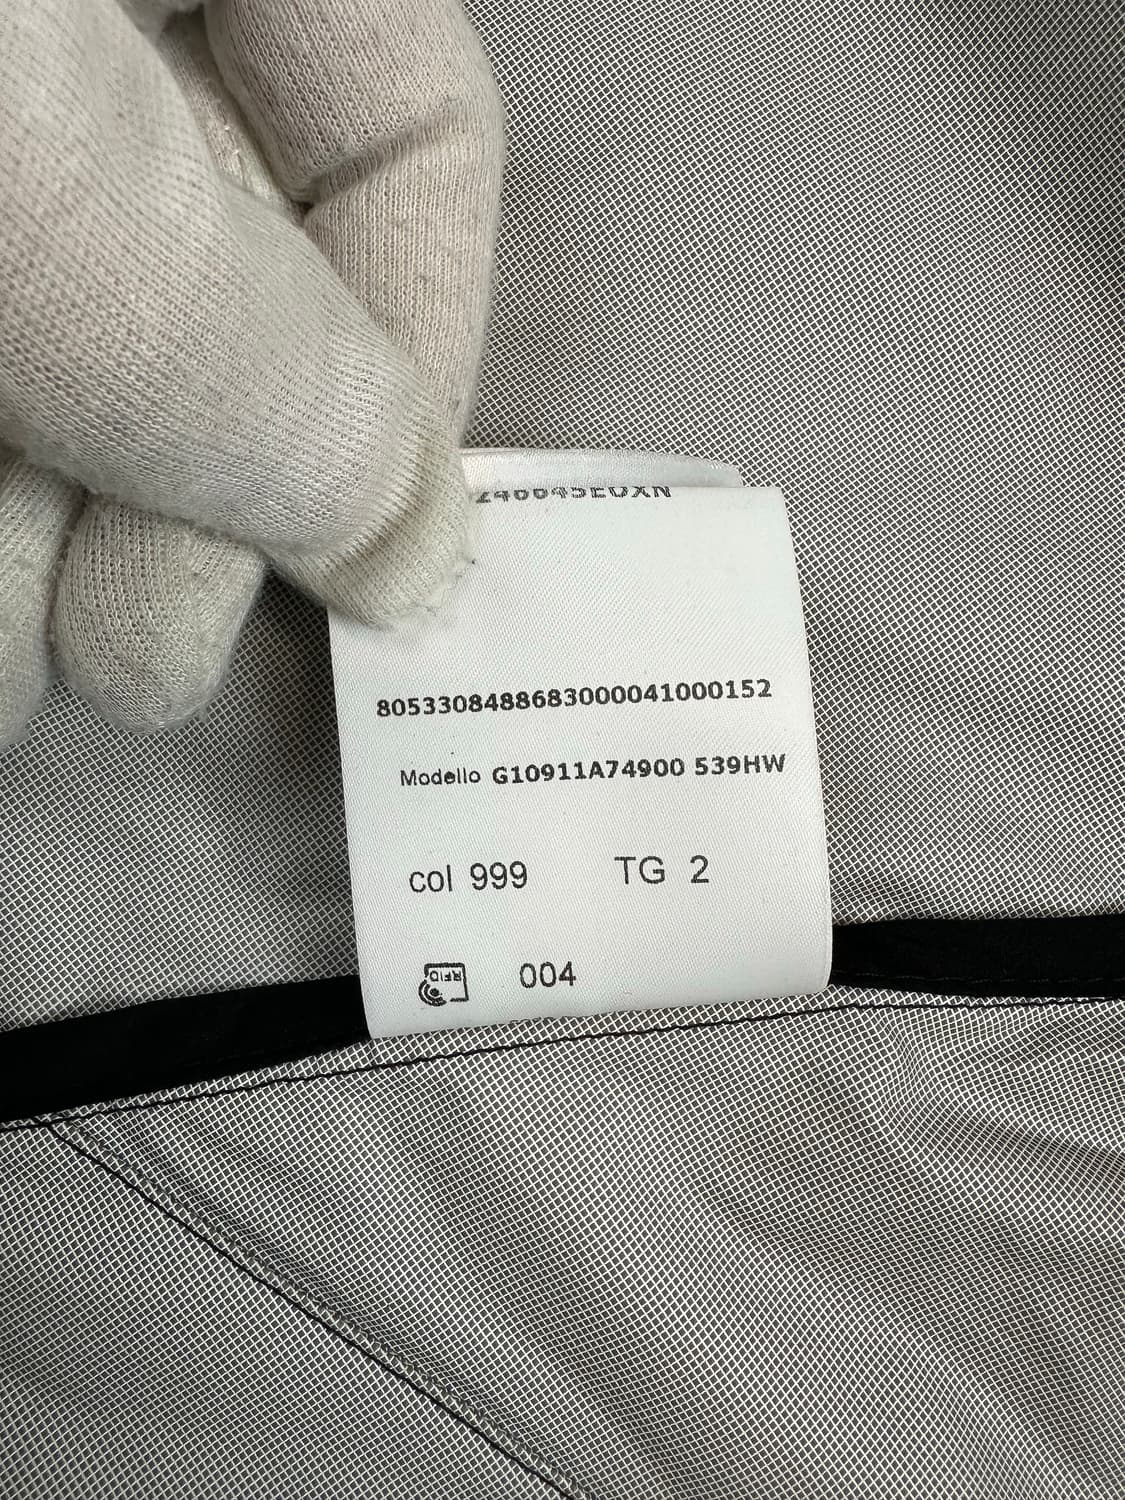 8053308488683000041000152
Modello G10911A74900 539HW
col 999 TG 2
RFID 004